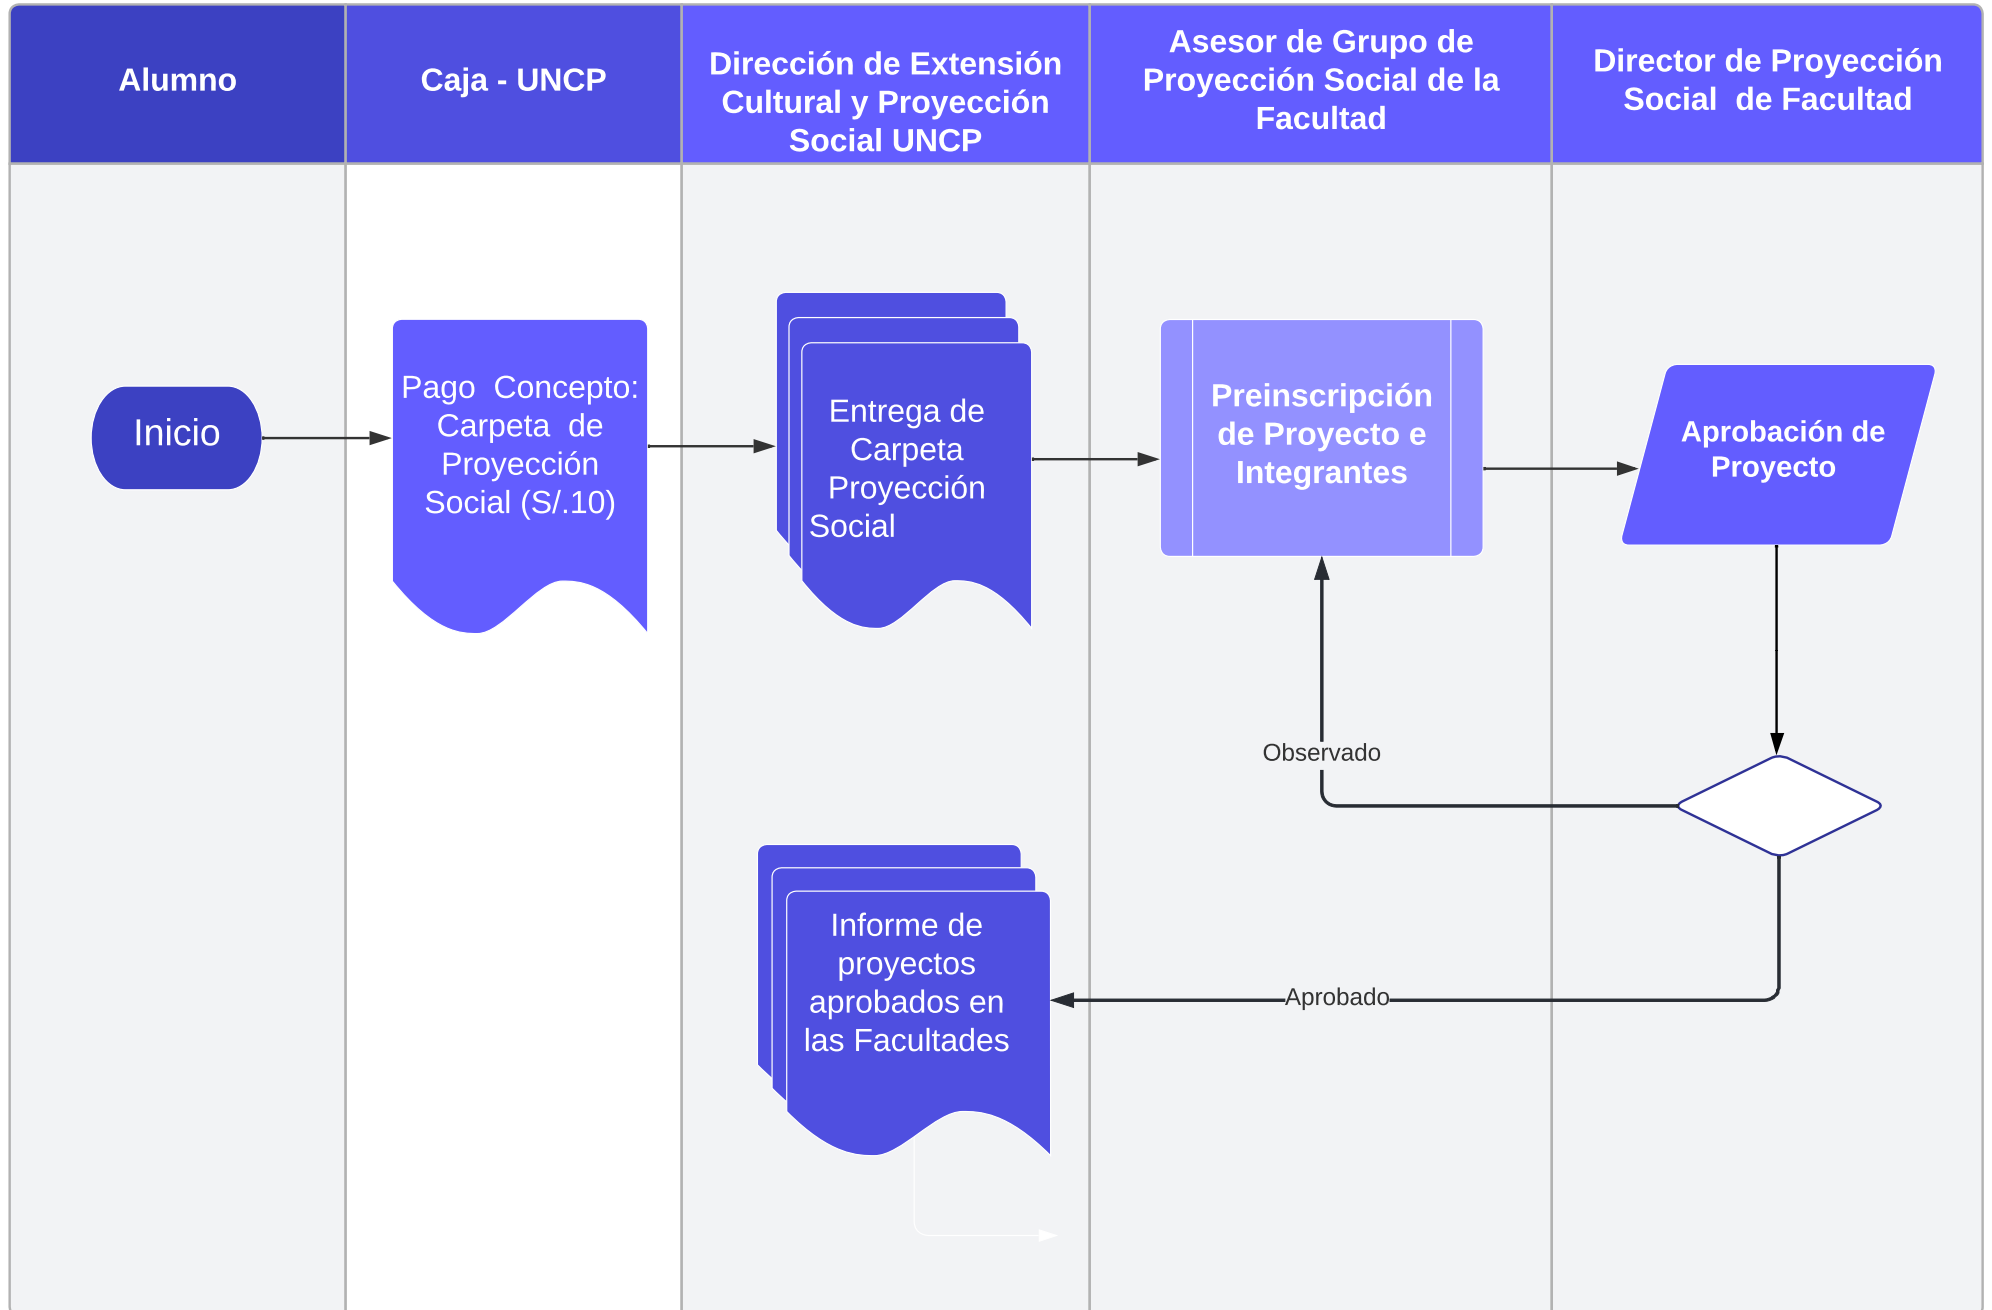 Alumno
Caja - UNCP
Dirección de Extensión
Cultural y Proyección
Social UNCP
Asesor de Grupo de
Proyección Social de la
Facultad
Director de Proyección
Social  de Facultad
Inicio
Pago  Concepto:
Carpeta  de
Proyección
Social (S/.10)
Entrega de
Carpeta
Proyección
Social
Preinscripción
de Proyecto e
Integrantes
Aprobación de
Proyecto
Observado
Informe de
proyectos
aprobados en
las Facultades
Aprobado